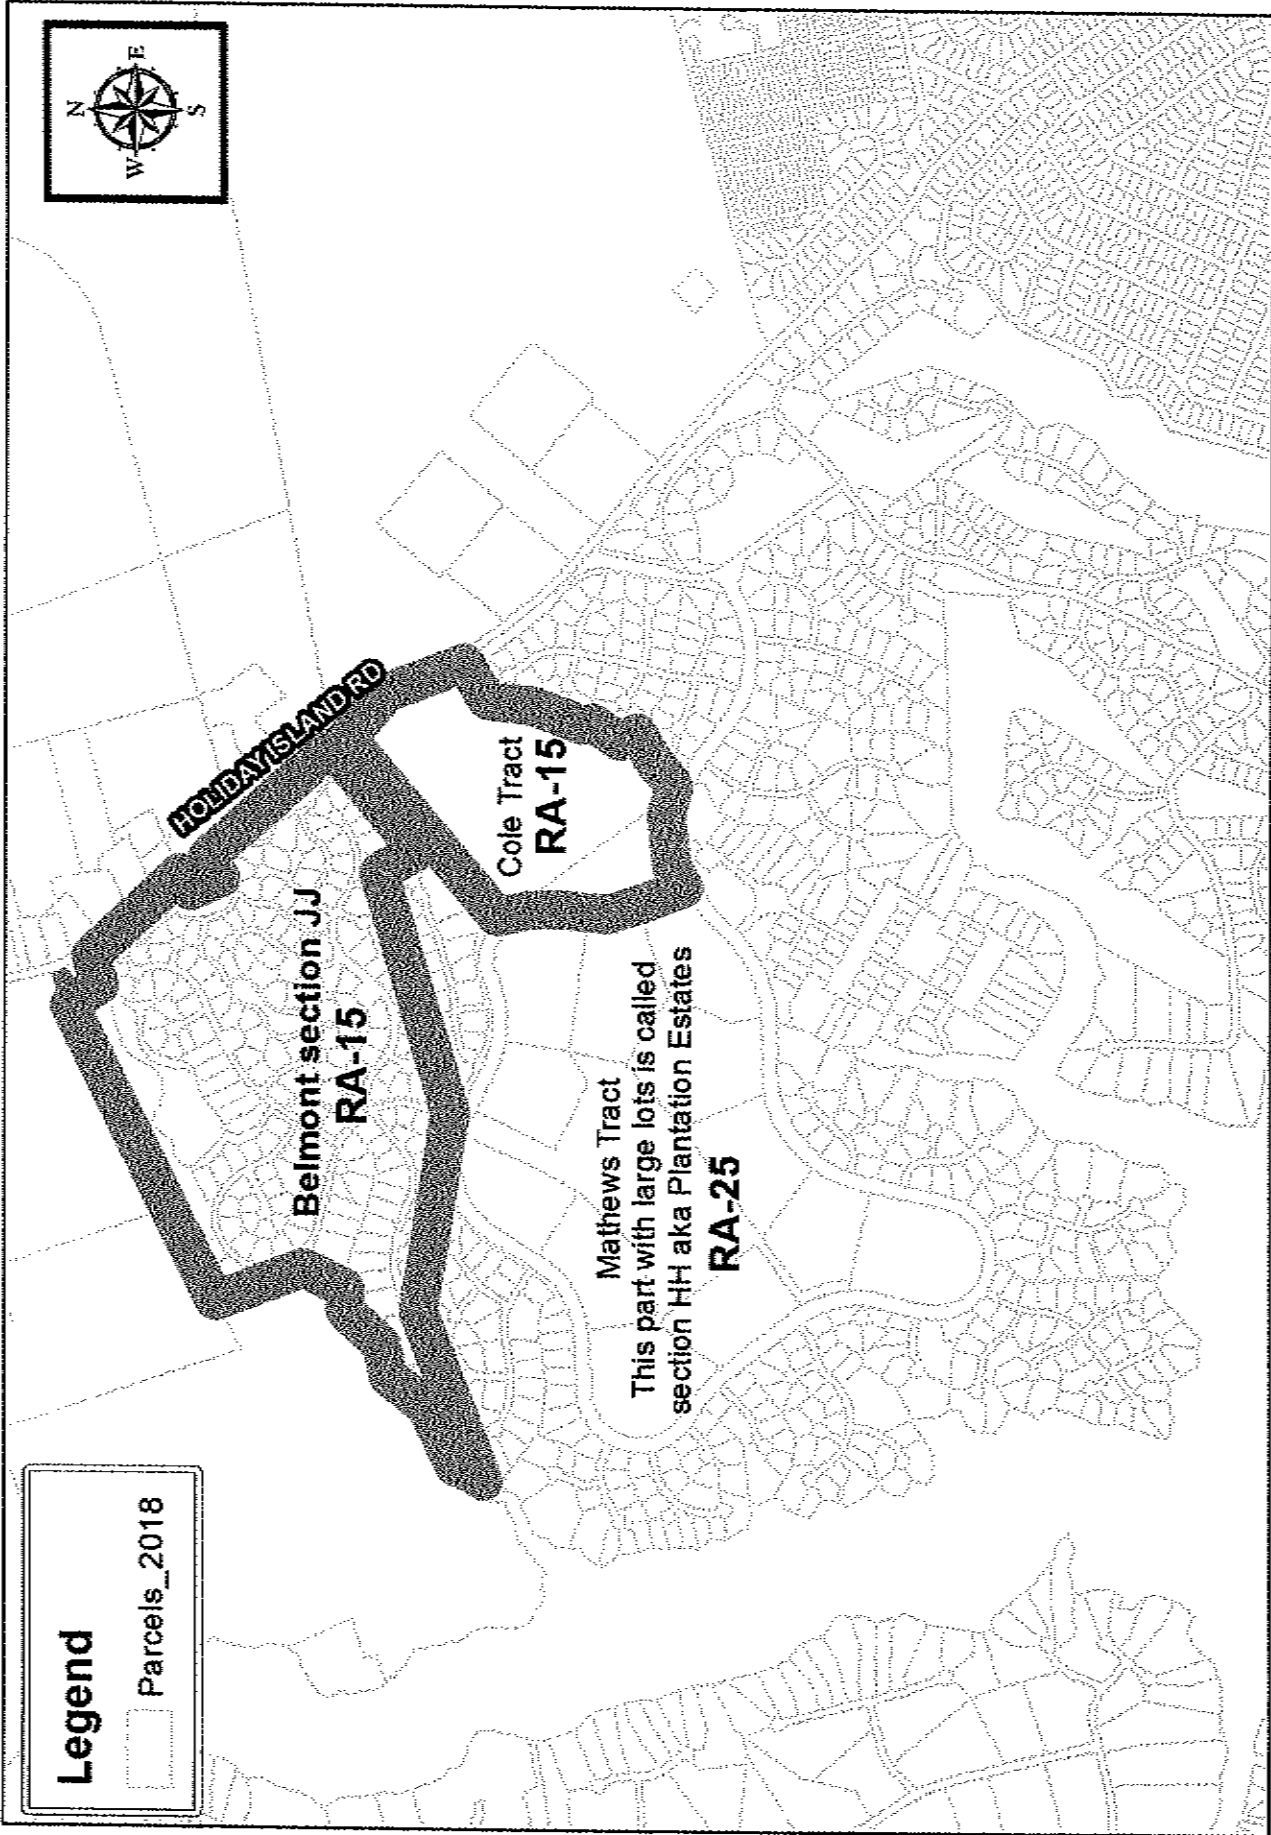 Legend
Parcels_2018
N
W
E
S
HOLIDAY ISLAND RD
Belmont section JJ
RA-15
Cole Tract
RA-15
Mathews Tract
This part with large lots is called
section HH aka Plantation Estates
RA-25